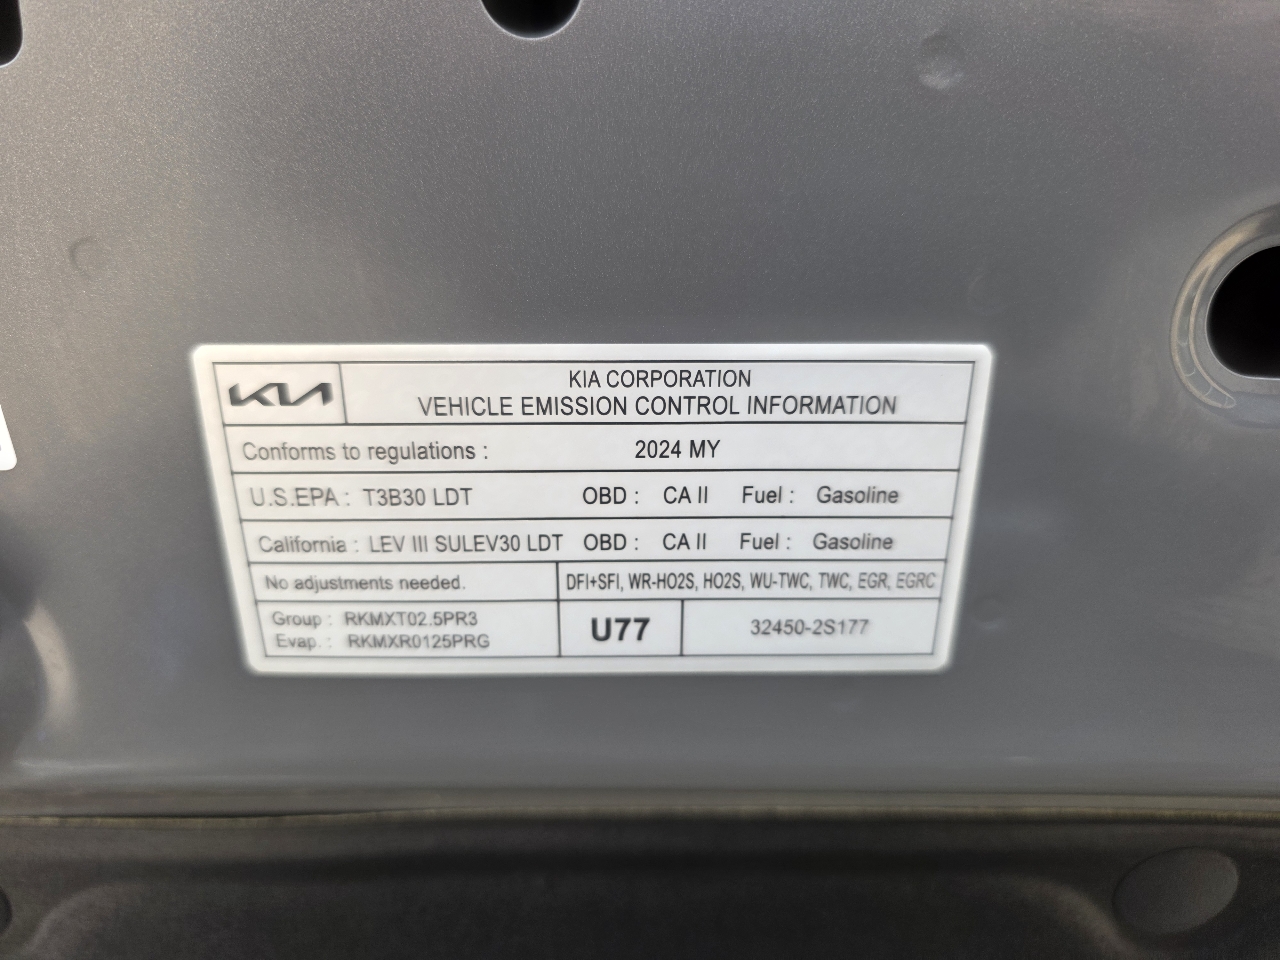 KIA
KIA CORPORATION
VEHICLE EMISSION CONTROL INFORMATION
Conforms to regulations : 2024 MY
U.S.EPA : T3B30 LDT OBD : CA II Fuel : Gasoline
California : LEV III SULEV30 LDT OBD : CA II Fuel : Gasoline
No adjustments needed. DFI+SFI, WR-HO2S, HO2S, WU-TWC, TWC, EGR, EGRC
Group : RKMXT02.5PR3
Evap. : RKMXR0125PRG
U77
32450-2S177